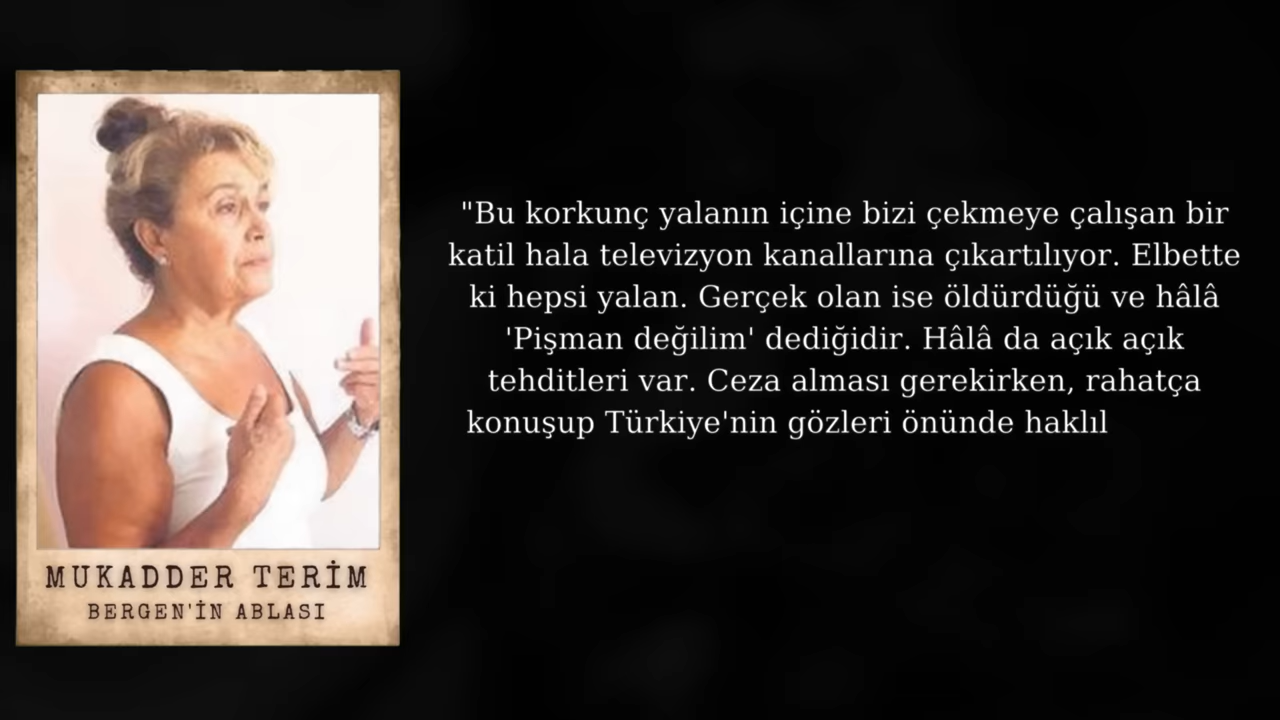 MUKADDER TERİM
BERGEN'İN ABLASI
"Bu korkunç yalanın içine bizi çekmeye çalışan bir
katil hala televizyon kanallarına çıkartılıyor. Elbette
ki hepsi yalan. Gerçek olan ise öldürdüğü ve hâlâ
'Pişman değilim' dediğidir. Hâlâ da açık açık
tehditleri var. Ceza alması gerekirken, rahatça
konuşup Türkiye'nin gözleri önünde haklıl